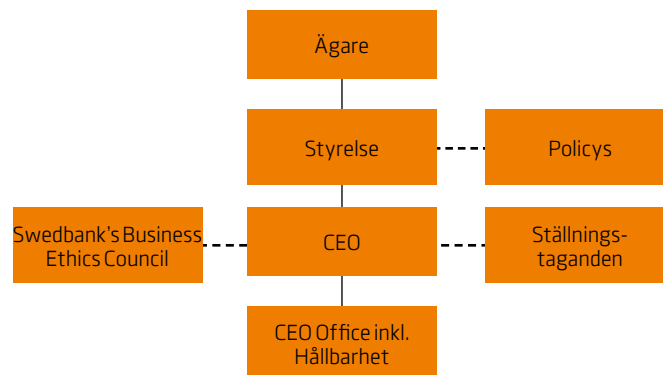 Ägare
Styrelse
Policys
Swedbank's Business
Ethics Council
CEO
Ställnings-
taganden
CEO Office inkl.
Hållbarhet